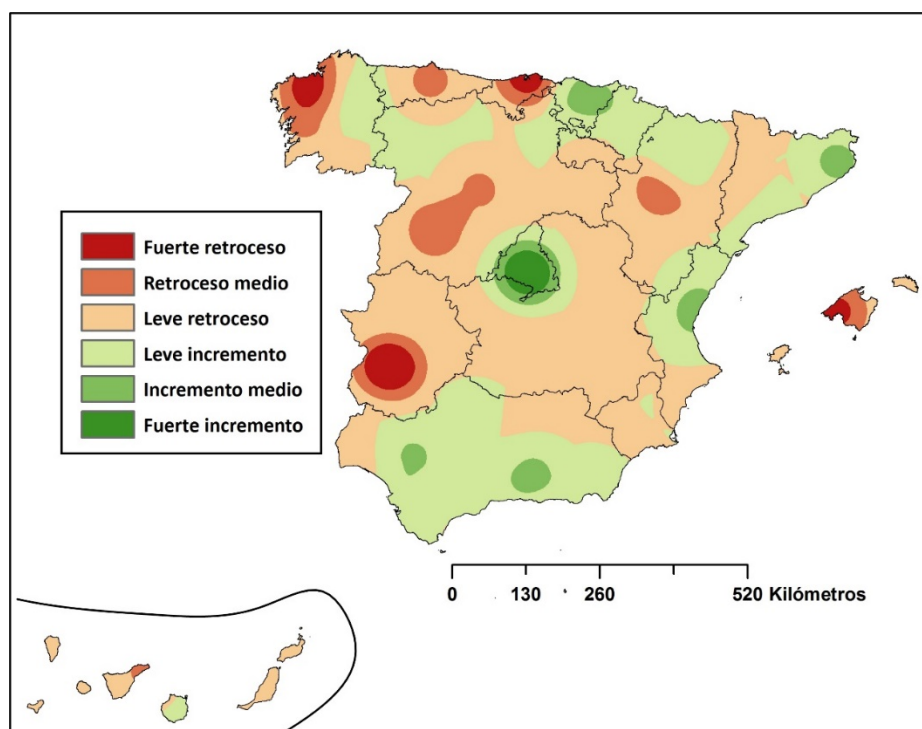 Fuerte retroceso
Retroceso medio
Leve retroceso
Leve incremento
Incremento medio
Fuerte incremento
0 130 260 520 Kilómetros